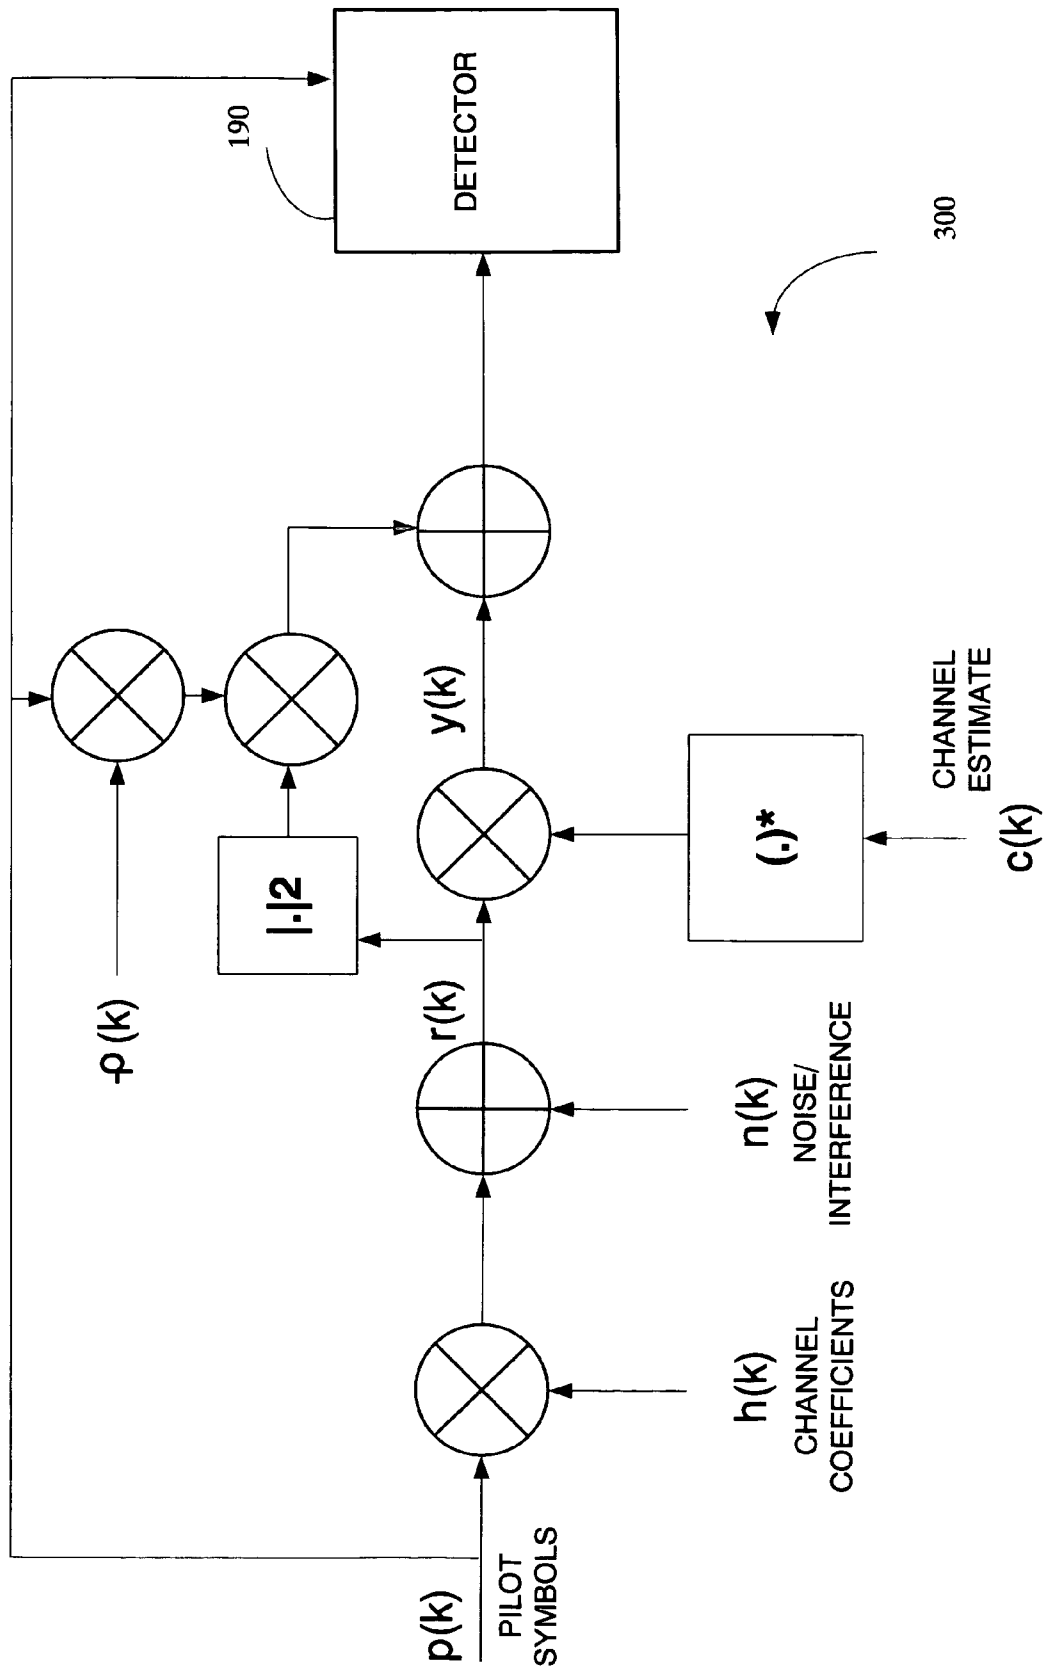 p(k)
PILOT
SYMBOLS
h(k)
CHANNEL
COEFFICIENTS
n(k)
NOISE/
INTERFERENCE
r(k)
-ρ(k)
|.|2
(.)*
c(k)
CHANNEL
ESTIMATE
y(k)
DETECTOR
190
300